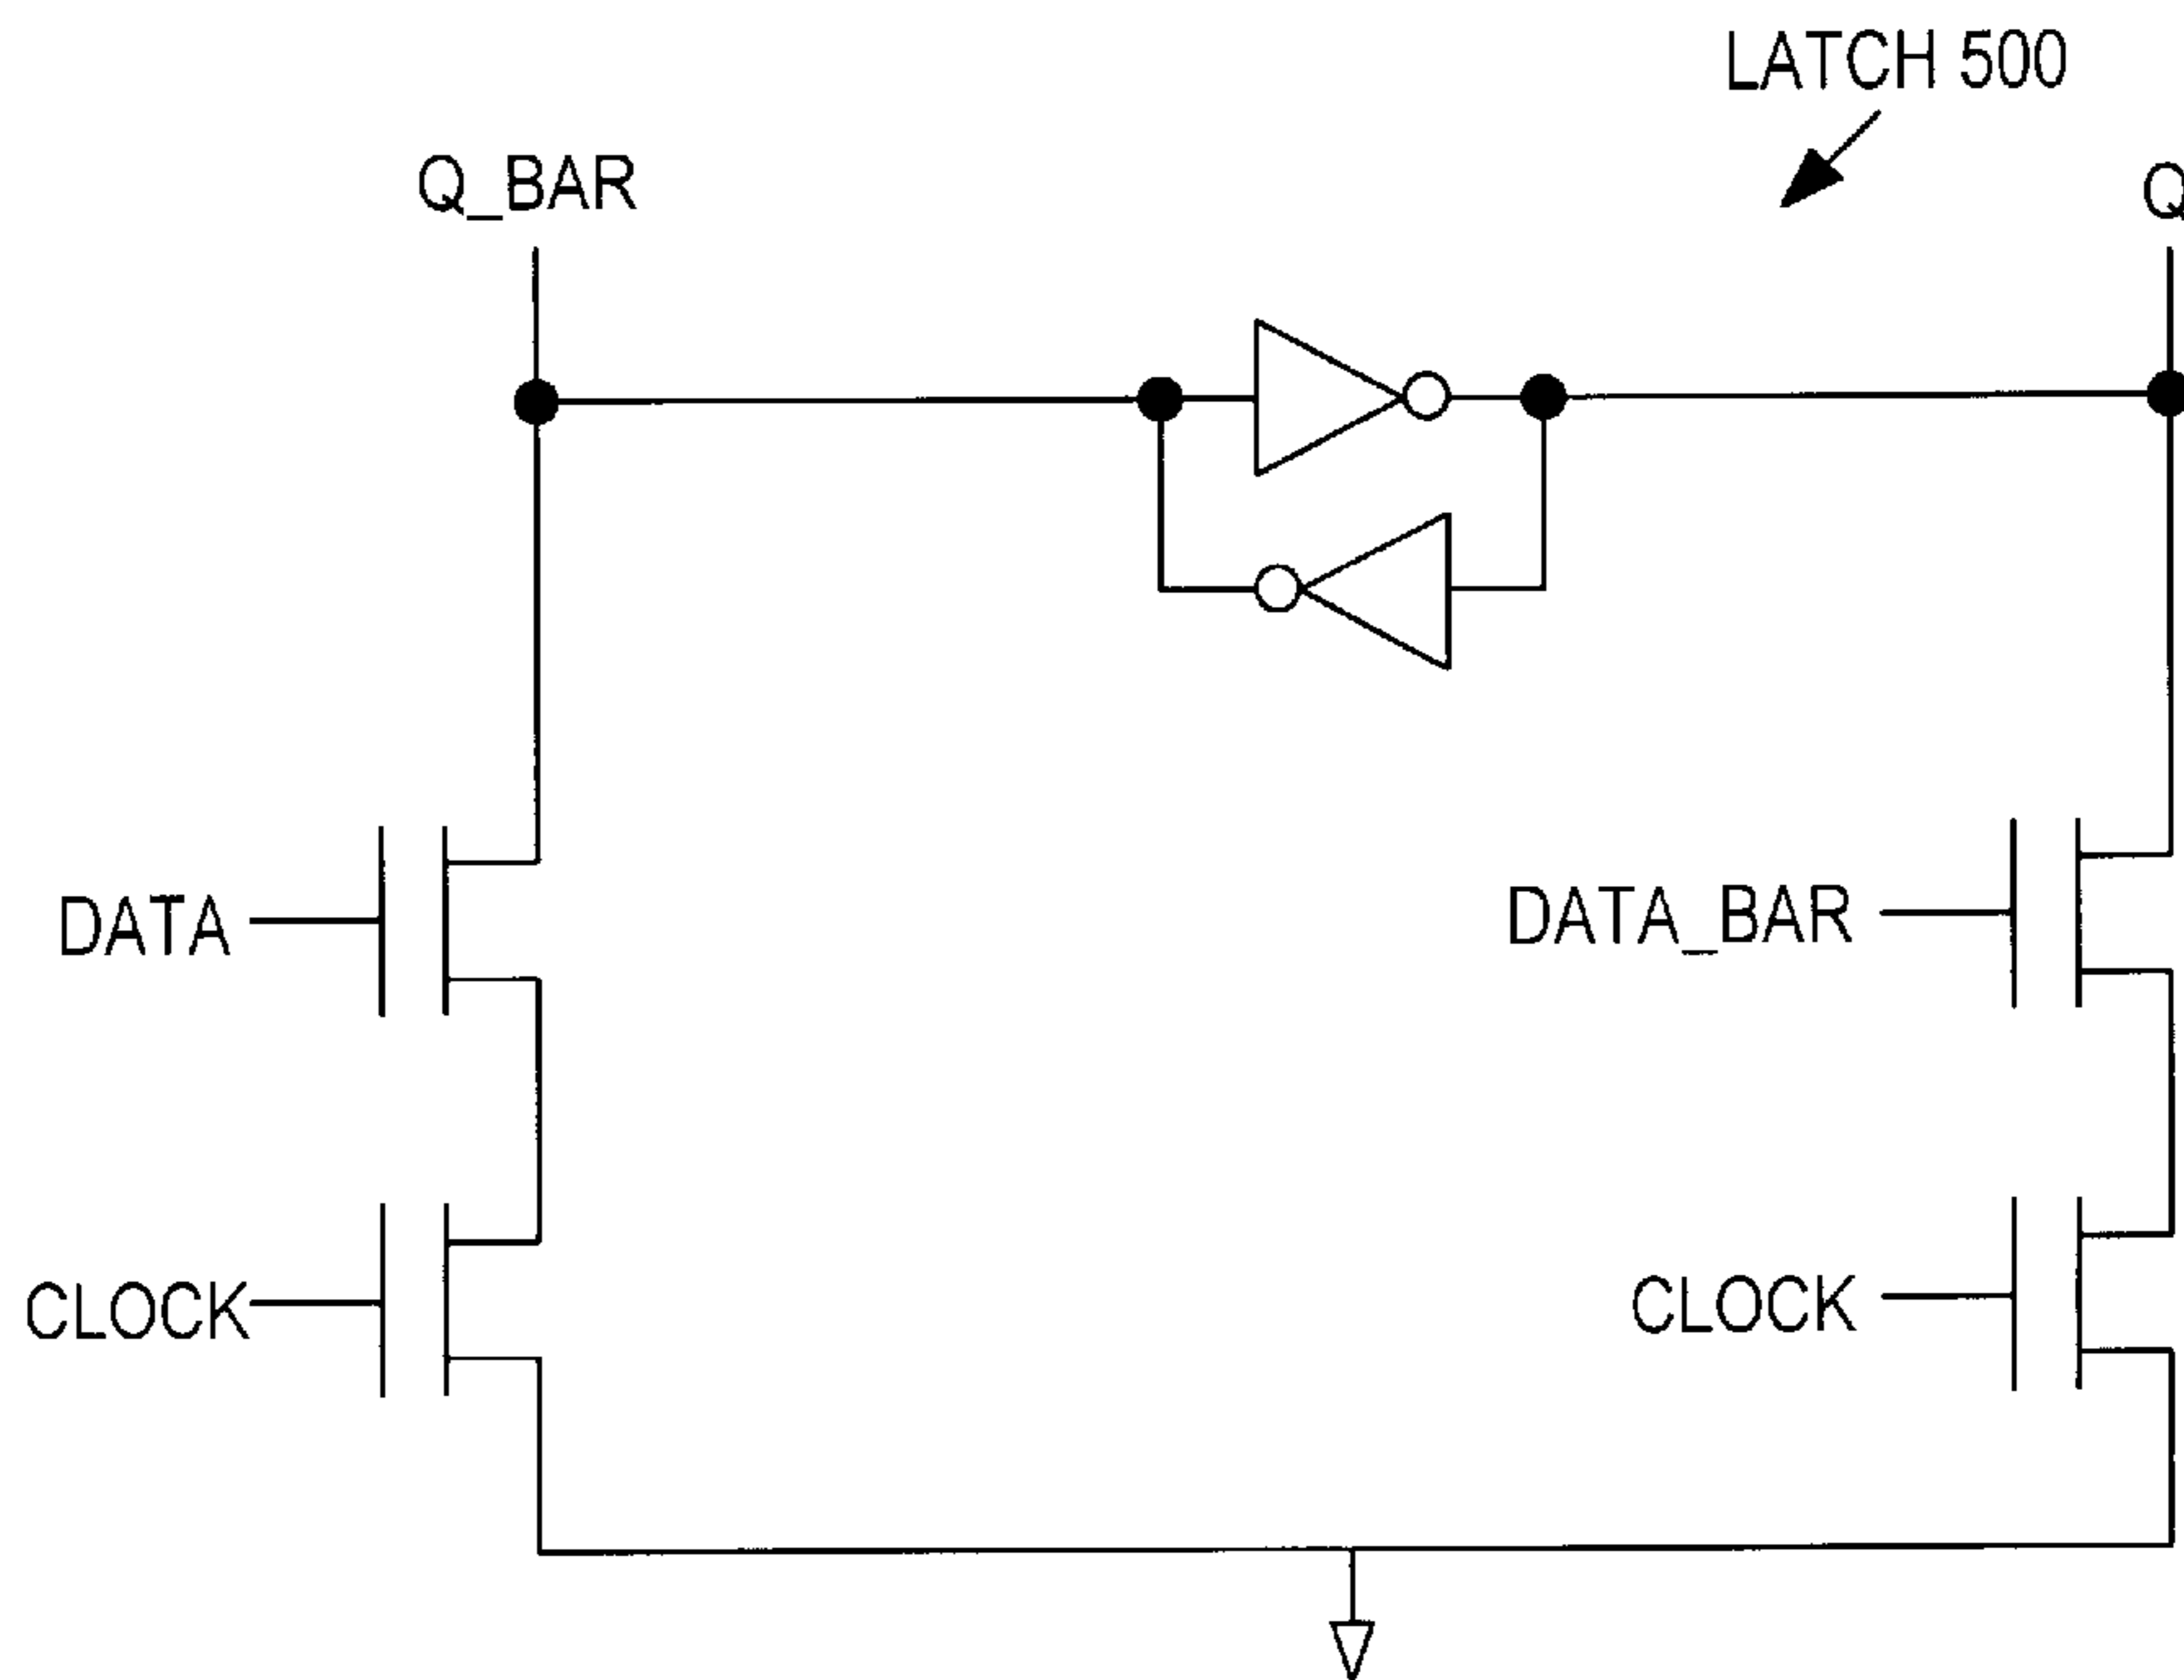 LATCH 500
Q_BAR
Q
DATA
DATA_BAR
CLOCK
CLOCK